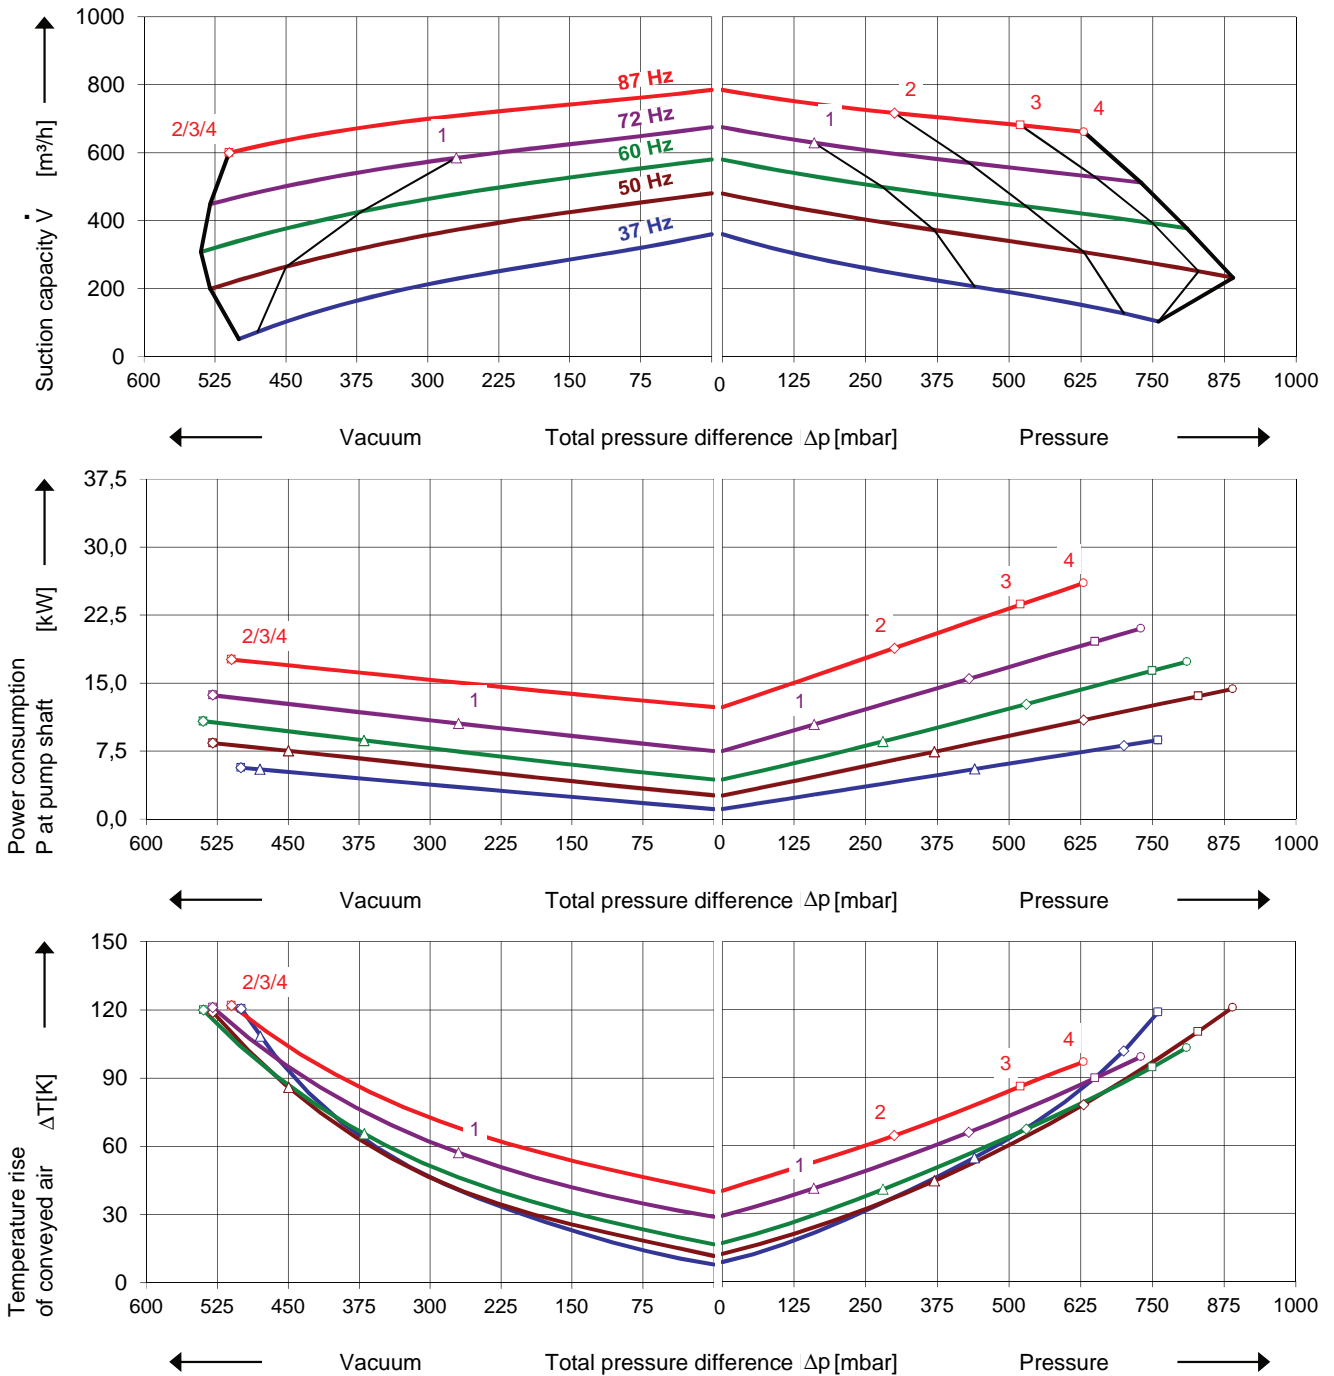 1000
800
600
400
200
0
Suction capacity V̇ [m³/h]
87 Hz
72 Hz
60 Hz
50 Hz
37 Hz
2/3/4
1
1
2
3
4
600 525 450 375 300 225 150 75 0 125 250 375 500 625 750 875 1000
Vacuum Total pressure difference Δp [mbar] Pressure
37,5
30,0
22,5
15,0
7,5
0,0
Power consumption
P at pump shaft [kW]
2/3/4
1
1
2
3
4
600 525 450 375 300 225 150 75 0 125 250 375 500 625 750 875 1000
Vacuum Total pressure difference Δp [mbar] Pressure
150
120
90
60
30
0
Temperature rise
of conveyed air ΔT[K]
2/3/4
1
1
2
3
4
600 525 450 375 300 225 150 75 0 125 250 375 500 625 750 875 1000
Vacuum Total pressure difference Δp [mbar] Pressure